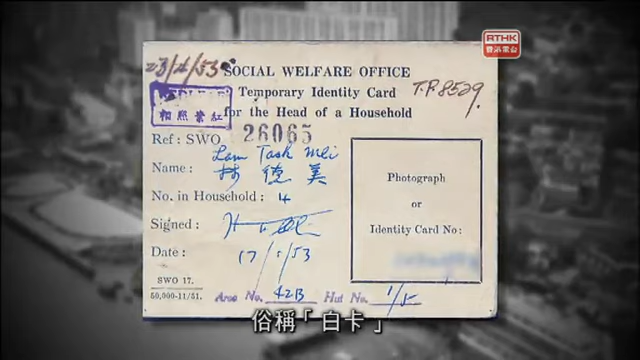 RTHK
香港電台
23/4/53
SOCIAL WELFARE OFFICE
Temporary Identity Card
T.P. 8529
for the Head of a Household
相照業紅
Ref: SWO 26065
Lam Task Mei
Name: 林德美
No. in Household: 4
Photograph
or
Identity Card No:
Signed:
Date: 17/1/53
SWO 17.
50,000-11/51.
Area No. 42B Hut No. 1/5
俗稱「白卡」